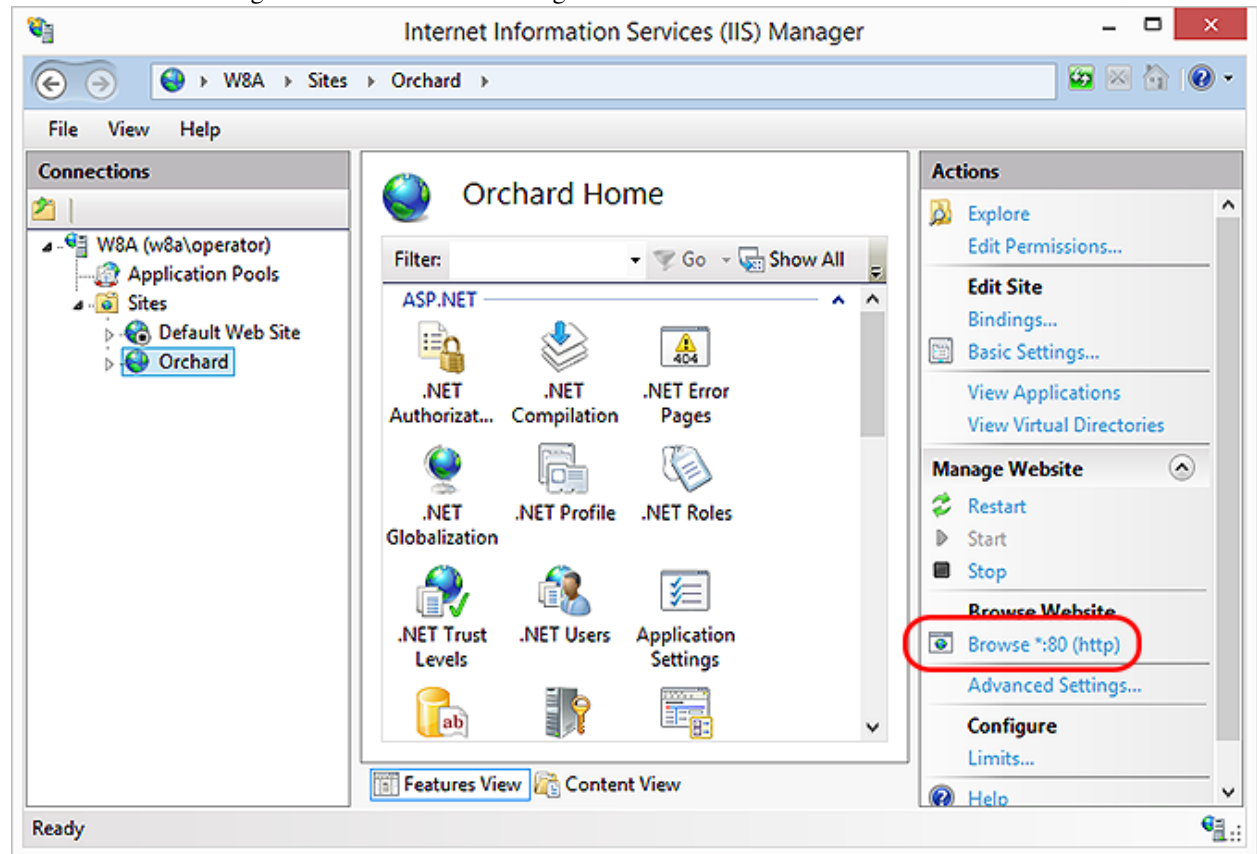 Internet Information Services (IIS) Manager
W8A Sites Orchard
File View Help
Connections
W8A (w8a\operator)
Application Pools
Sites
Default Web Site
Orchard
Orchard Home
Filter: Go Show All
ASP.NET
.NET Authorizat...
.NET Compilation
.NET Error Pages
404
.NET Globalization
.NET Profile
.NET Roles
.NET Trust Levels
.NET Users
Application Settings
ab
Features View Content View
Actions
Explore
Edit Permissions...
Edit Site
Bindings...
Basic Settings...
View Applications
View Virtual Directories
Manage Website
Restart
Start
Stop
Browse Website
Browse *:80 (http)
Advanced Settings...
Configure
Limits...
Help
Ready